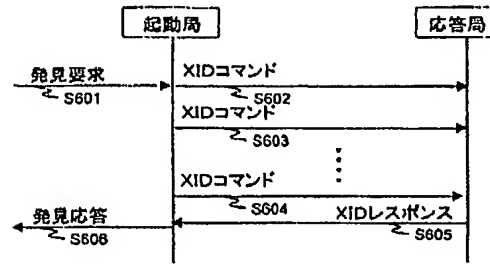 起動局
応答局
発見要求
XIDコマンド
S601
S602
XIDコマンド
S603
XIDコマンド
S604
発見応答
XIDレスポンス
S606
S605